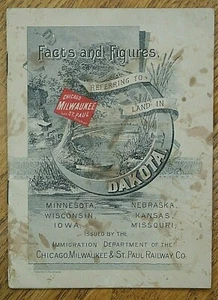 Facts and Figures
REFERRING TO
CHICAGO
MILWAUKEE
AND ST. PAUL
LAND IN
DAKOTA,
MINNESOTA, NEBRASKA,
WISCONSIN, KANSAS,
IOWA, MISSOURI;
ISSUED BY THE
IMMIGRATION DEPARTMENT OF THE
CHICAGO, MILWAUKEE & ST. PAUL RAILWAY CO.